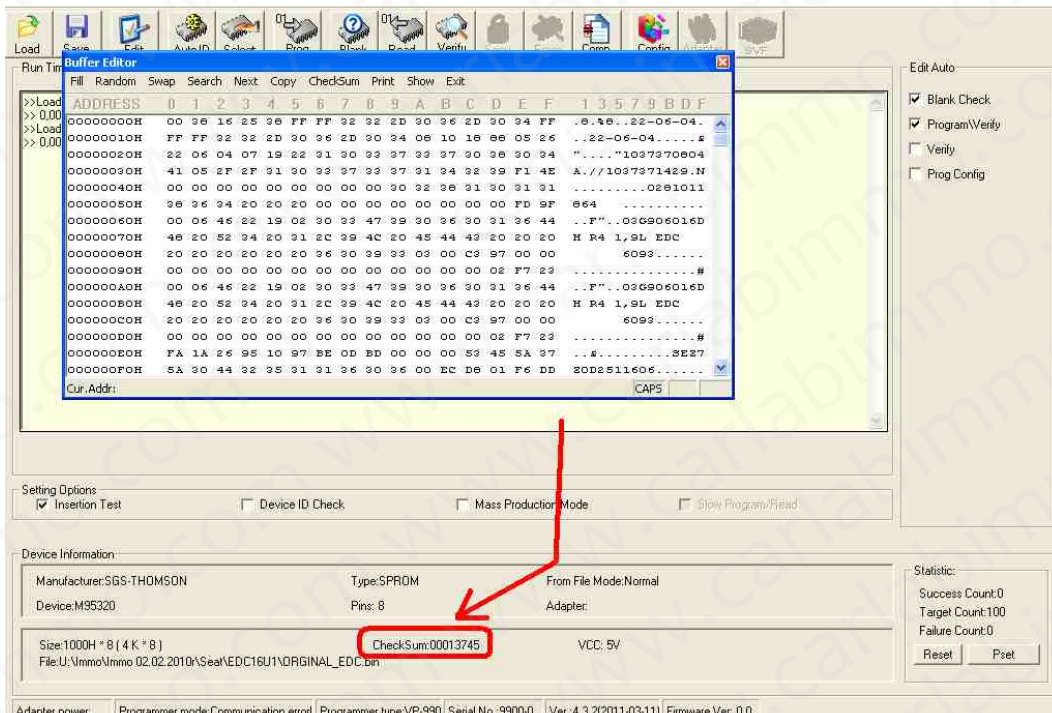 Load Save Edit Auto ID Select Prog Blank Read Verify Comp Config Adapter SVF
Run Tim
>>Load
>> 0,00
>>Load
>> 0,00
Buffer Editor
Fill Random Swap Search Next Copy CheckSum Print Show Exit
ADDRESS 0 1 2 3 4 5 6 7 8 9 A B C D E F 1 3 5 7 9 B D F
00000000H 00 38 16 25 38 FF FF 32 32 2D 30 36 2D 30 34 FF .8.%8..22-06-04.
00000010H FF FF 32 32 2D 30 36 2D 30 34 08 10 18 88 05 26 ..22-06-04.....&
00000020H 22 06 04 07 19 22 31 30 33 37 33 37 30 38 30 34 "...."1037370804
00000030H 41 05 2F 2F 31 30 33 37 33 37 31 34 32 39 F1 4E A.//1037371429.N
00000040H 00 00 00 00 00 00 00 00 00 30 32 38 31 30 31 31 .........0281011
00000050H 38 36 34 20 20 20 00 00 00 00 00 00 00 00 FD 9F 864 ..........
00000060H 00 06 46 22 19 02 30 33 47 39 30 36 30 31 36 44 ..F"..03G906016D
00000070H 48 20 52 34 20 31 2C 39 4C 20 45 44 43 20 20 20 H R4 1,9L EDC
00000080H 20 20 20 20 20 20 36 30 39 33 03 00 C3 97 00 00 6093......
00000090H 00 00 00 00 00 00 00 00 00 00 00 00 00 02 F7 23 ...............#
000000A0H 00 06 46 22 19 02 30 33 47 39 30 36 30 31 36 44 ..F"..03G906016D
000000B0H 48 20 52 34 20 31 2C 39 4C 20 45 44 43 20 20 20 H R4 1,9L EDC
000000C0H 20 20 20 20 20 20 36 30 39 33 03 00 C3 97 00 00 6093......
000000D0H 00 00 00 00 00 00 00 00 00 00 00 00 00 02 F7 23 ...............#
000000E0H FA 1A 26 95 10 97 BE 0D BD 00 00 00 53 45 5A 37 ..&.........SEZ7
000000F0H 5A 30 44 32 35 31 31 36 30 36 00 EC D8 01 F6 DD Z0D2511606......
Cur.Addr: CAPS
Edit Auto
Blank Check
Program\Verify
Verify
Prog Config
Setting Options
Insertion Test Device ID Check Mass Production Mode Slow Program/Read
Device Information
Manufacturer:SGS-THOMSON Type:SPROM From File Mode:Normal
Device:M95320 Pins: 8 Adapter:
Size:1000H * 8 ( 4 K * 8 ) CheckSum:00013745 VCC: 5V
File:U:\Immo\Immo 02.02.2010r\Seat\EDC16U1\ORGINAL_EDC.bin
Statistic:
Success Count:0
Target Count:100
Failure Count:0
Reset Pset
Adapter power: Programmer mode:Communication errod Programmer type:VP-990 Serial No.:9900-0 Ver.:4.3.2(2011-03-11) Firmware Ver: 0.0
www.carlabimmo.com